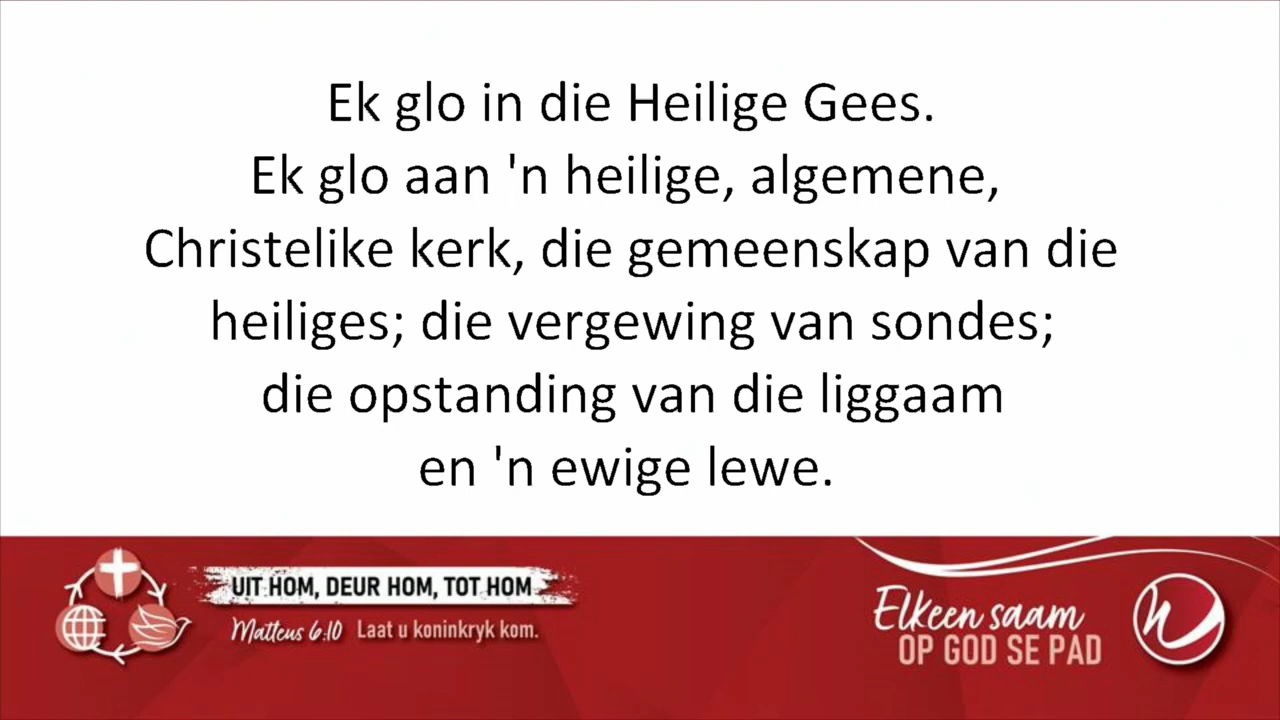 Ek glo in die Heilige Gees.
Ek glo aan 'n heilige, algemene,
Christelike kerk, die gemeenskap van die
heiliges; die vergewing van sondes;
die opstanding van die liggaam
en 'n ewige lewe.
UIT HOM, DEUR HOM, TOT HOM
Matteus 6:10 Laat u koninkryk kom.
Elkeen saam
OP GOD SE PAD